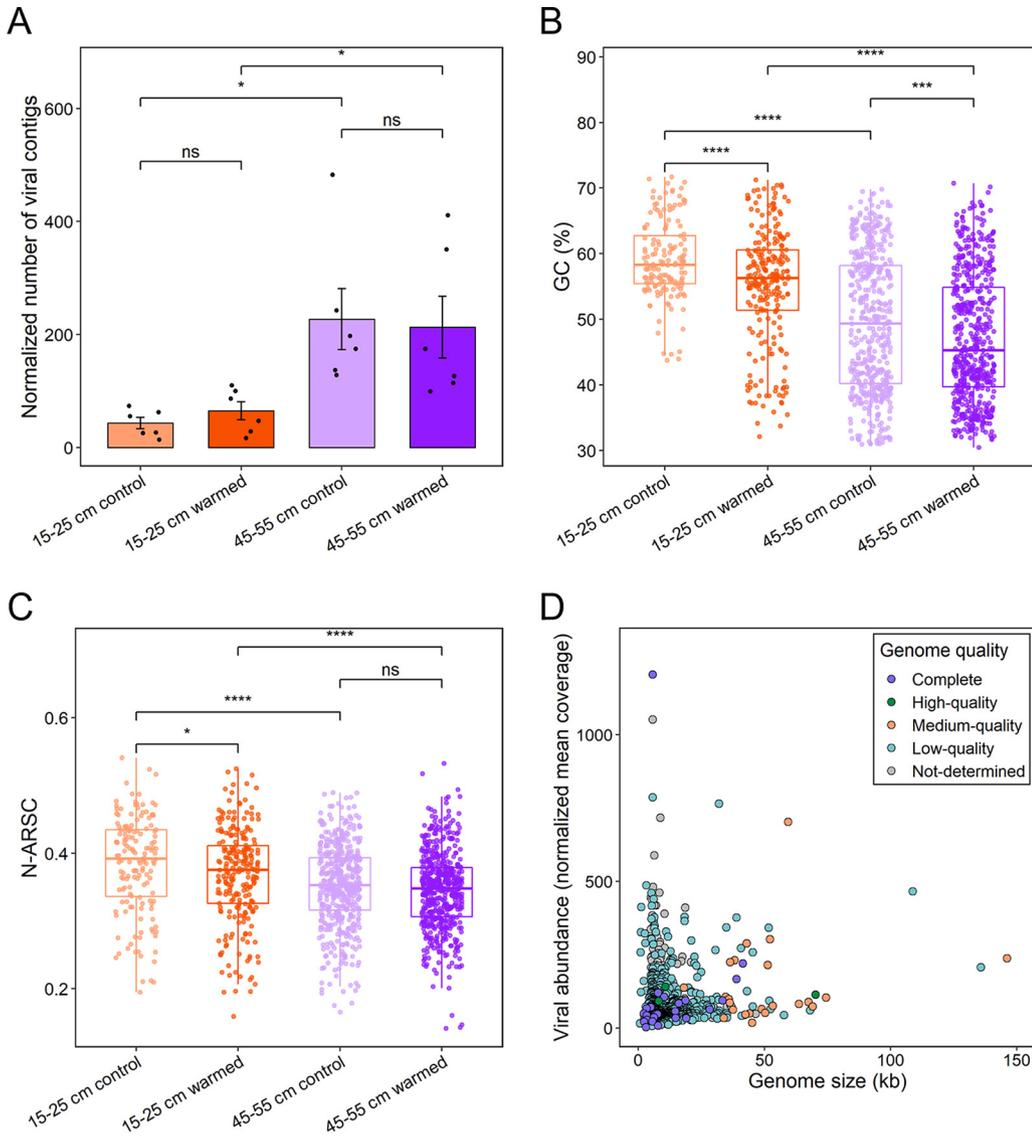 A
Normalized number of viral contigs
600
400
200
0
*
*
ns
ns
15-25 cm control
15-25 cm warmed
45-55 cm control
45-55 cm warmed
B
GC (%)
90
80
70
60
50
40
30
****
***
****
****
15-25 cm control
15-25 cm warmed
45-55 cm control
45-55 cm warmed
C
N-ARSC
0.6
0.4
0.2
****
ns
****
*
15-25 cm control
15-25 cm warmed
45-55 cm control
45-55 cm warmed
D
Viral abundance (normalized mean coverage)
1000
500
0
Genome quality
Complete
High-quality
Medium-quality
Low-quality
Not-determined
0
50
100
150
Genome size (kb)